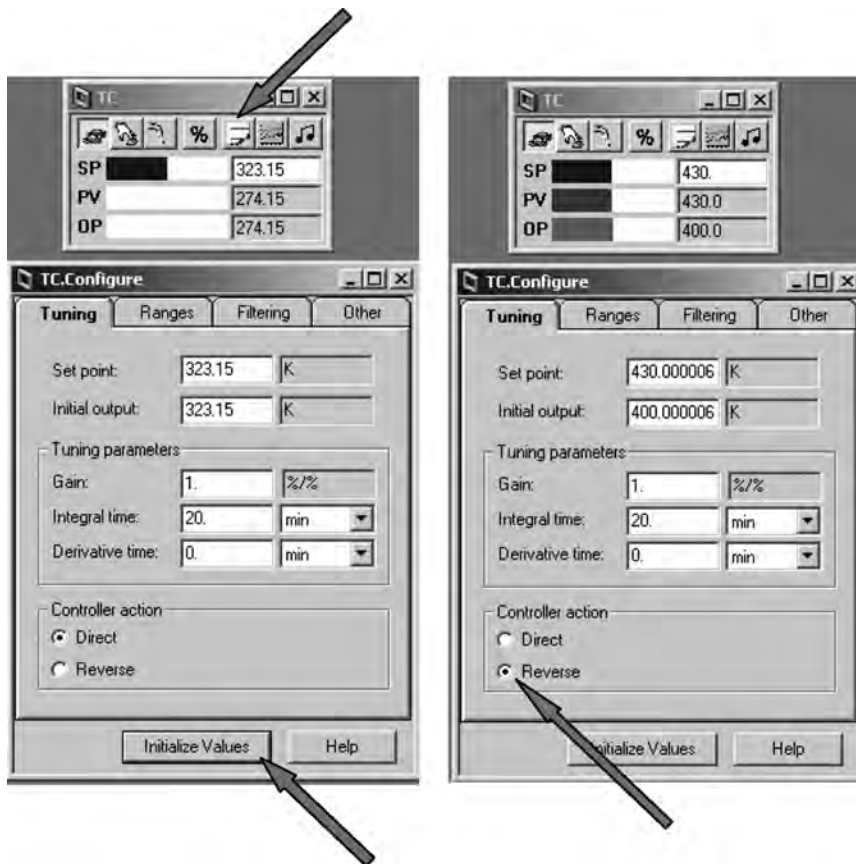 TC
%
SP 323.15
PV 274.15
OP 274.15
TC.Configure
Tuning Ranges Filtering Other
Set point: 323.15 K
Initial output: 323.15 K
Tuning parameters
Gain: 1. %/%
Integral time: 20. min
Derivative time: 0. min
Controller action
Direct
Reverse
Initialize Values Help
TC
%
SP 430.
PV 430.0
OP 400.0
TC.Configure
Tuning Ranges Filtering Other
Set point: 430.000006 K
Initial output: 400.000006 K
Tuning parameters
Gain: 1. %/%
Integral time: 20. min
Derivative time: 0. min
Controller action
Direct
Reverse
Initialize Values Help